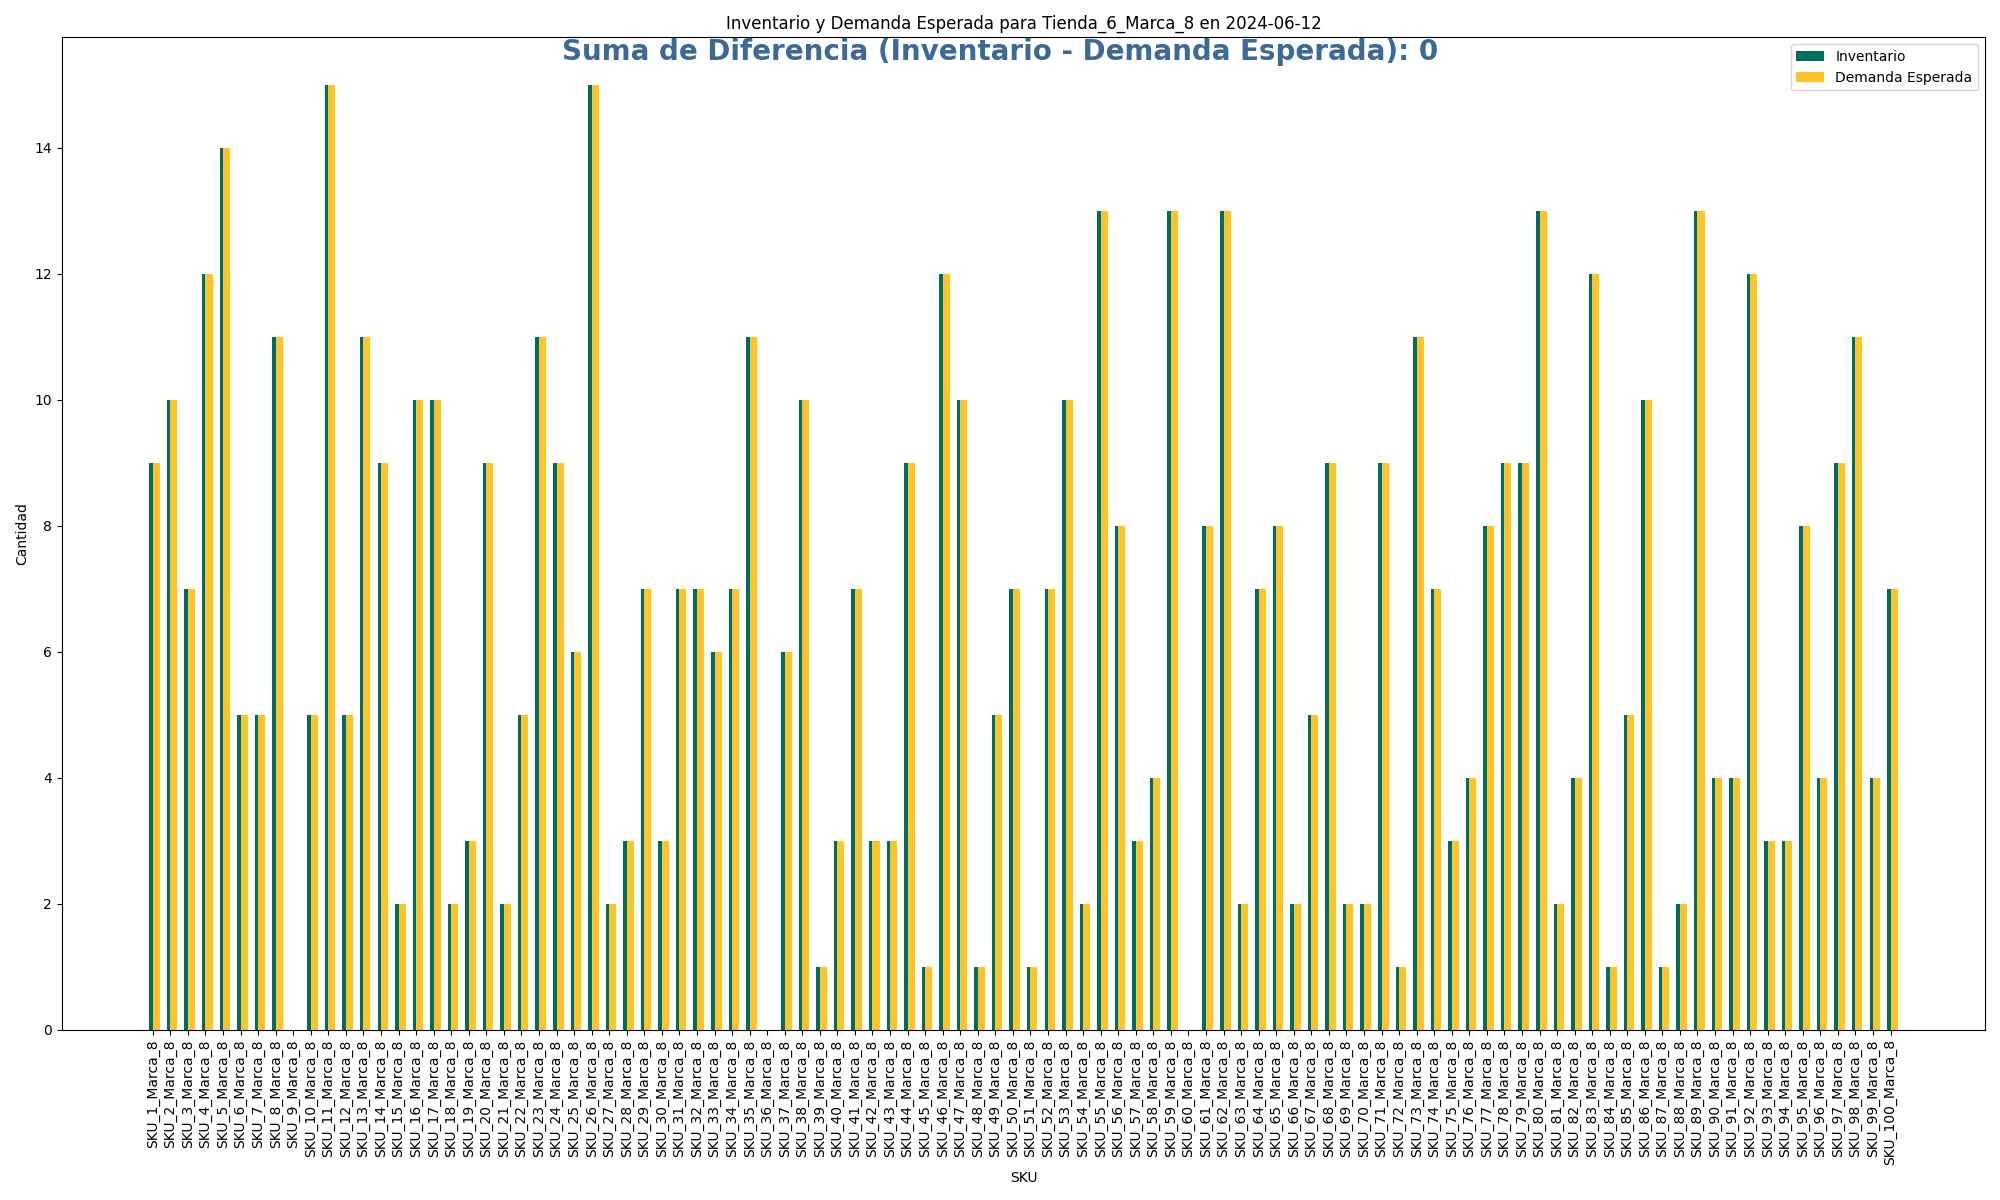 Inventario y Demanda Esperada para Tienda_6_Marca_8 en 2024-06-12
Suma de Diferencia (Inventario - Demanda Esperada): 0
Inventario
Demanda Esperada
Cantidad
14
12
10
8
6
4
2
0
SKU_1_Marca_8
SKU_2_Marca_8
SKU_3_Marca_8
SKU_4_Marca_8
SKU_5_Marca_8
SKU_6_Marca_8
SKU_7_Marca_8
SKU_8_Marca_8
SKU_9_Marca_8
SKU_10_Marca_8
SKU_11_Marca_8
SKU_12_Marca_8
SKU_13_Marca_8
SKU_14_Marca_8
SKU_15_Marca_8
SKU_16_Marca_8
SKU_17_Marca_8
SKU_18_Marca_8
SKU_19_Marca_8
SKU_20_Marca_8
SKU_21_Marca_8
SKU_22_Marca_8
SKU_23_Marca_8
SKU_24_Marca_8
SKU_25_Marca_8
SKU_26_Marca_8
SKU_27_Marca_8
SKU_28_Marca_8
SKU_29_Marca_8
SKU_30_Marca_8
SKU_31_Marca_8
SKU_32_Marca_8
SKU_33_Marca_8
SKU_34_Marca_8
SKU_35_Marca_8
SKU_36_Marca_8
SKU_37_Marca_8
SKU_38_Marca_8
SKU_39_Marca_8
SKU_40_Marca_8
SKU_41_Marca_8
SKU_42_Marca_8
SKU_43_Marca_8
SKU_44_Marca_8
SKU_45_Marca_8
SKU_46_Marca_8
SKU_47_Marca_8
SKU_48_Marca_8
SKU_49_Marca_8
SKU_50_Marca_8
SKU_51_Marca_8
SKU_52_Marca_8
SKU_53_Marca_8
SKU_54_Marca_8
SKU_55_Marca_8
SKU_56_Marca_8
SKU_57_Marca_8
SKU_58_Marca_8
SKU_59_Marca_8
SKU_60_Marca_8
SKU_61_Marca_8
SKU_62_Marca_8
SKU_63_Marca_8
SKU_64_Marca_8
SKU_65_Marca_8
SKU_66_Marca_8
SKU_67_Marca_8
SKU_68_Marca_8
SKU_69_Marca_8
SKU_70_Marca_8
SKU_71_Marca_8
SKU_72_Marca_8
SKU_73_Marca_8
SKU_74_Marca_8
SKU_75_Marca_8
SKU_76_Marca_8
SKU_77_Marca_8
SKU_78_Marca_8
SKU_79_Marca_8
SKU_80_Marca_8
SKU_81_Marca_8
SKU_82_Marca_8
SKU_83_Marca_8
SKU_84_Marca_8
SKU_85_Marca_8
SKU_86_Marca_8
SKU_87_Marca_8
SKU_88_Marca_8
SKU_89_Marca_8
SKU_90_Marca_8
SKU_91_Marca_8
SKU_92_Marca_8
SKU_93_Marca_8
SKU_94_Marca_8
SKU_95_Marca_8
SKU_96_Marca_8
SKU_97_Marca_8
SKU_98_Marca_8
SKU_99_Marca_8
SKU_100_Marca_8
SKU